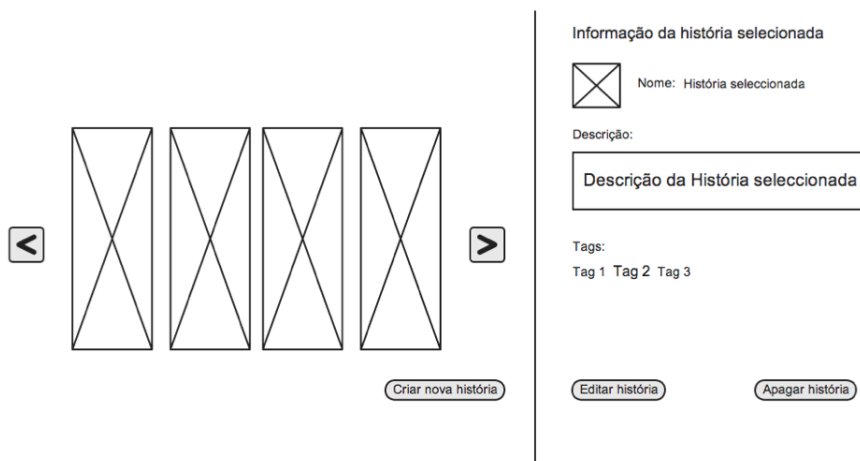 <
>
Criar nova história
Informação da história selecionada
Nome: História seleccionada
Descrição:
Descrição da História seleccionada
Tags:
Tag 1 Tag 2 Tag 3
Editar história
Apagar história